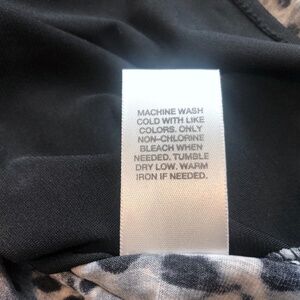 MACHINE WASH
COLD WITH LIKE
COLORS. ONLY
NON-CHLORINE
BLEACH WHEN
NEEDED. TUMBLE
DRY LOW. WARM
IRON IF NEEDED.